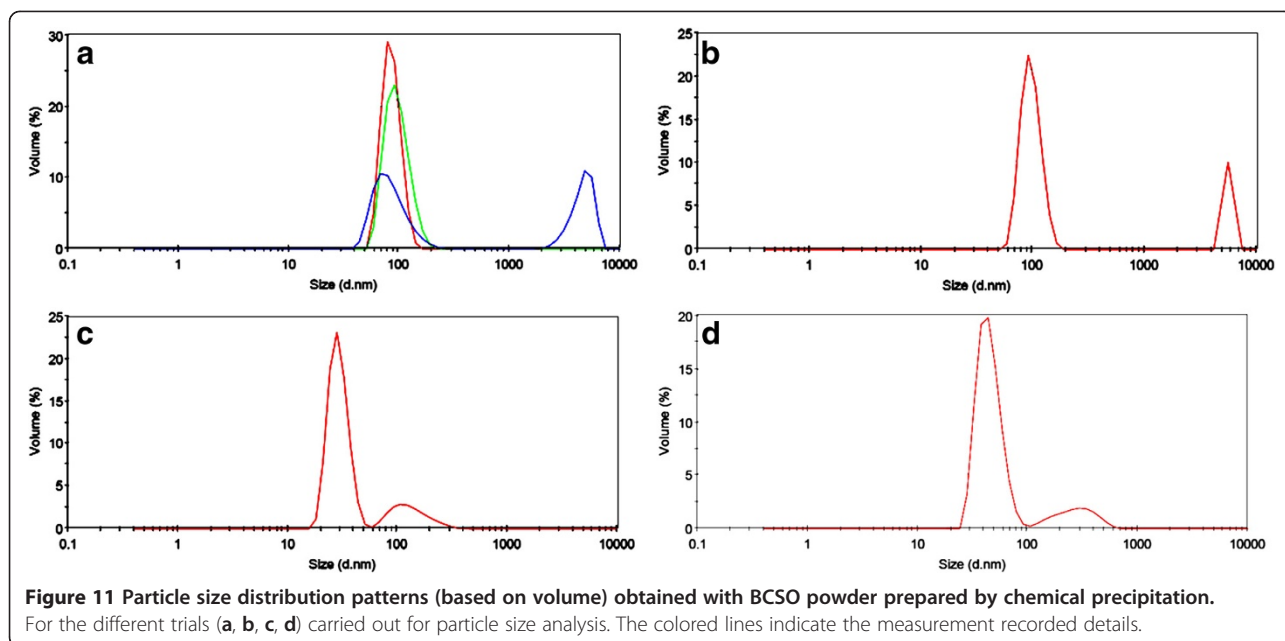 a
30
20
10
0
Volume (%)
0.1 1 10 100 1000 10000
Size (d.nm)
b
25
20
15
10
5
0
Volume (%)
0.1 1 10 100 1000 10000
Size (d.nm)
c
25
20
15
10
5
0
Volume (%)
0.1 1 10 100 1000 10000
Size (d.nm)
d
20
15
10
5
0
Volume (%)
0.1 1 10 100 1000 10000
Size (d.nm)
Figure 11 Particle size distribution patterns (based on volume) obtained with BCSO powder prepared by chemical precipitation.
For the different trials (a, b, c, d) carried out for particle size analysis. The colored lines indicate the measurement recorded details.